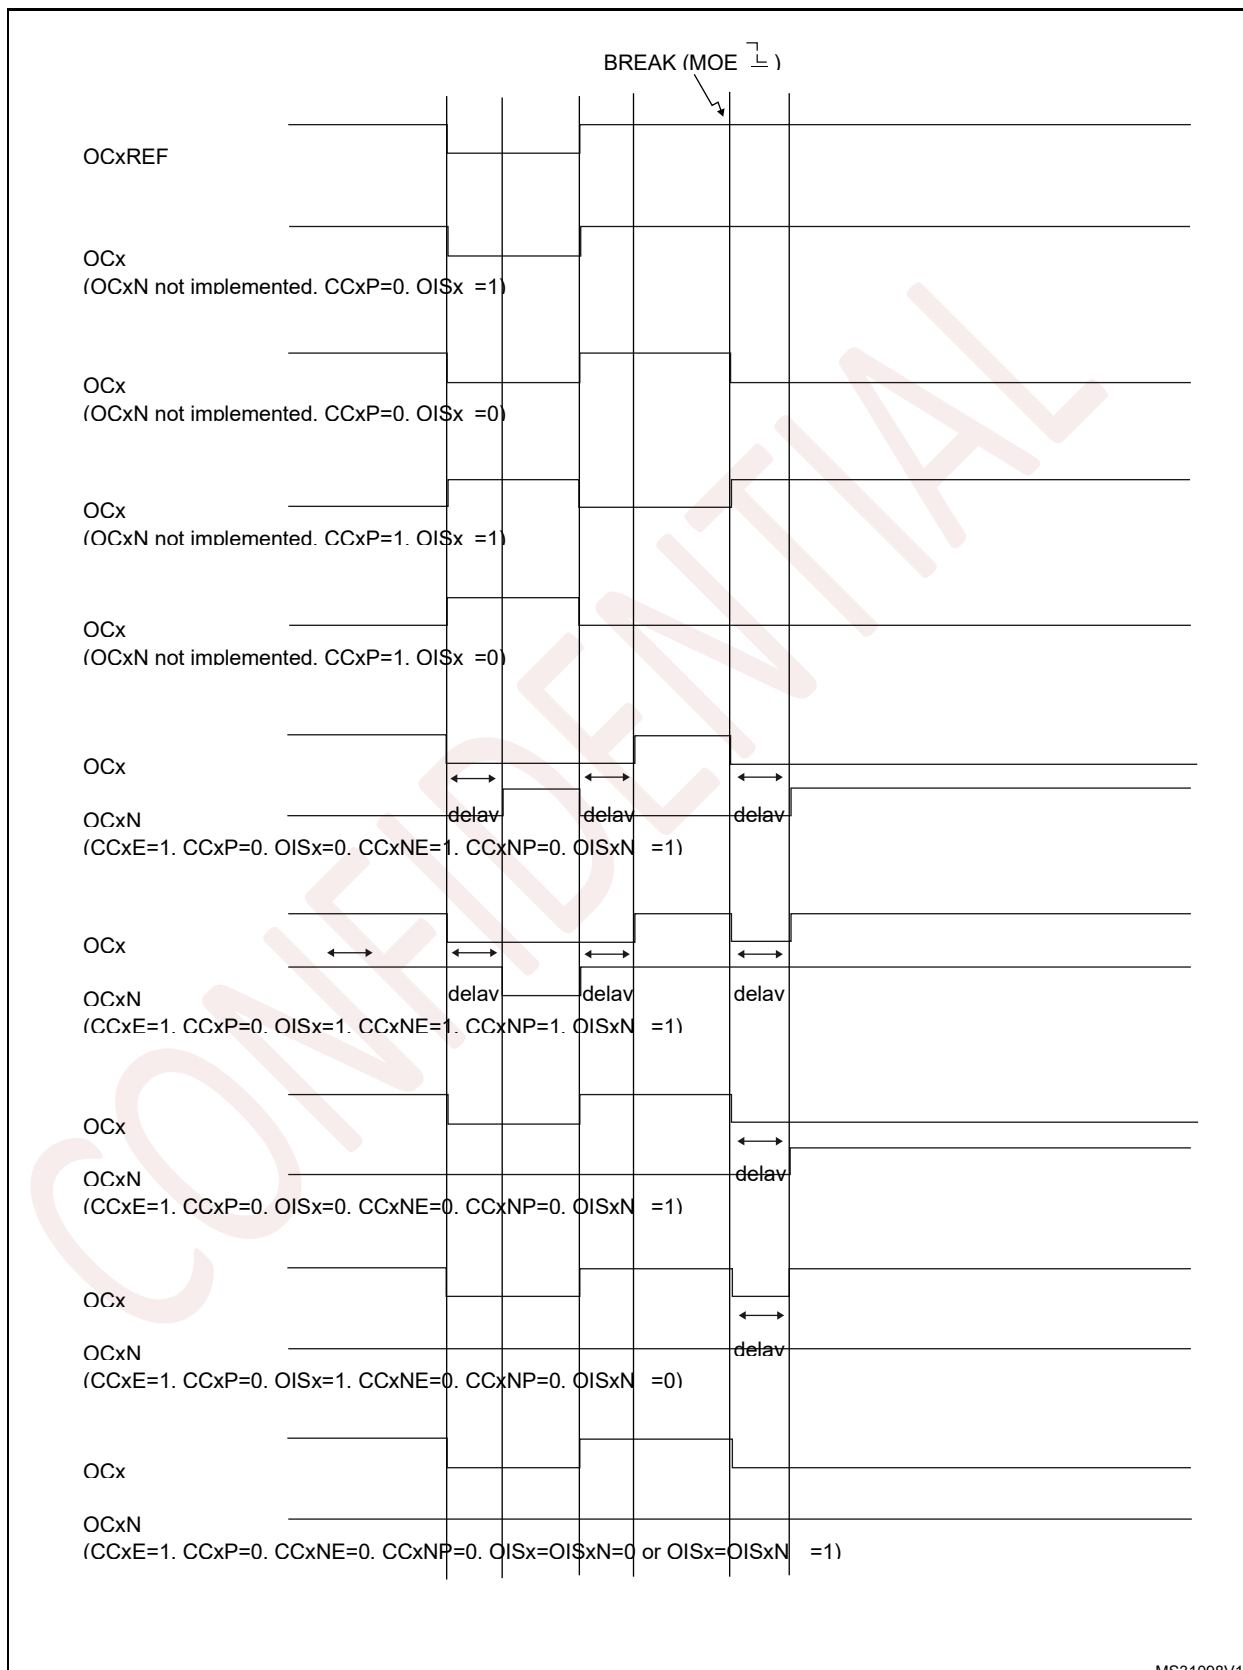 BREAK (MOE )
OCxREF
OCx
(OCxN not implemented, CCxP=0, OISx =1)
OCx
(OCxN not implemented, CCxP=0, OISx =0)
OCx
(OCxN not implemented, CCxP=1, OISx =1)
OCx
(OCxN not implemented, CCxP=1, OISx =0)
OCx
delay delay delay
OCxN
(CCxE=1, CCxP=0, OISx=0, CCxNE=1, CCxNP=0, OISxN =1)
OCx
delay delay delay
OCxN
(CCxE=1, CCxP=0, OISx=1, CCxNE=1, CCxNP=1, OISxN =1)
OCx
delay
OCxN
(CCxE=1, CCxP=0, OISx=0, CCxNE=0, CCxNP=0, OISxN =1)
OCx
delay
OCxN
(CCxE=1, CCxP=0, OISx=1, CCxNE=0, CCxNP=0, OISxN =0)
OCx
OCxN
(CCxE=1, CCxP=0, CCxNE=0, CCxNP=0, OISx=OISxN=0 or OISx=OISxN =1)
MS31098V1
CONFIDENTIAL